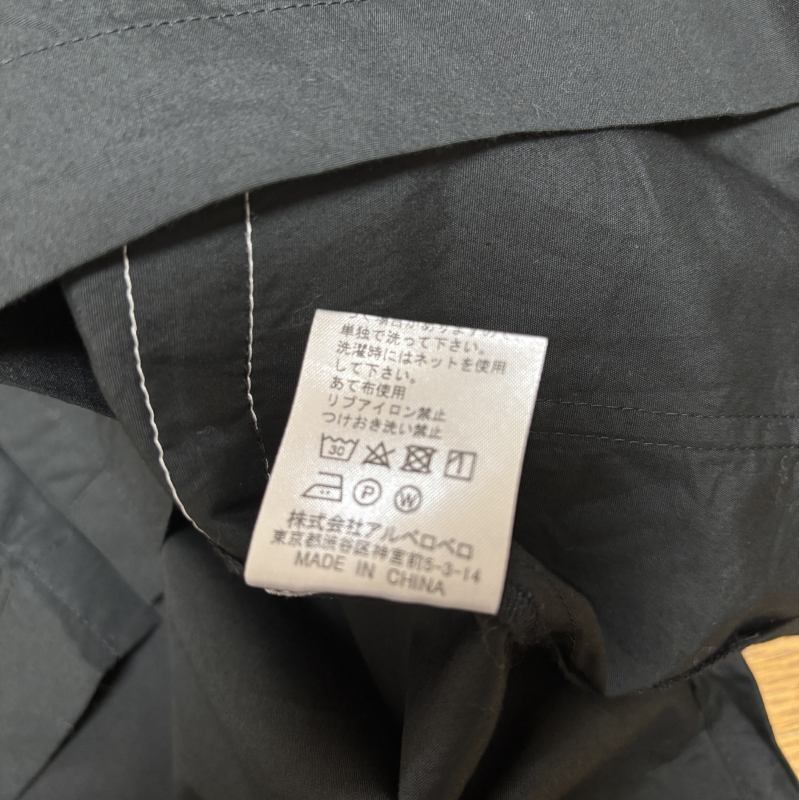 単独で洗って下さい。
洗濯時にはネットを使用
して下さい。
あて布使用
リブアイロン禁止
つけおき洗い禁止
30
P W
株式会社アルベロベロ
東京都渋谷区神宮前5-3-14
MADE IN CHINA